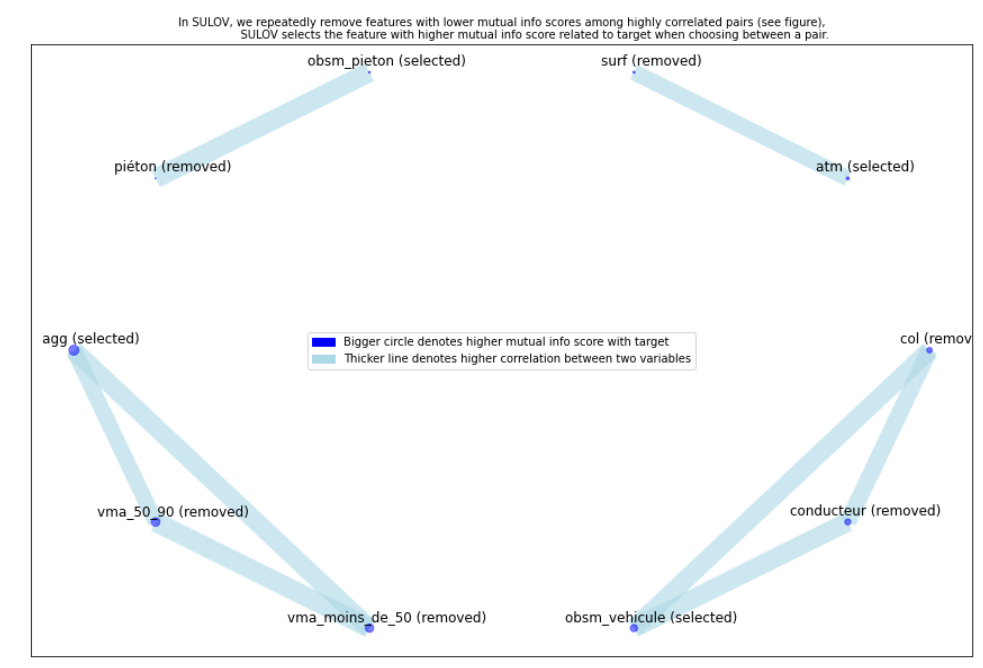 In SULOV, we repeatedly remove features with lower mutual info scores among highly correlated pairs (see figure),
SULOV selects the feature with higher mutual info score related to target when choosing between a pair.
obsm_pieton (selected)
surf (removed)
piéton (removed)
atm (selected)
agg (selected)
col (remov
Bigger circle denotes higher mutual info score with target
Thicker line denotes higher correlation between two variables
vma_50_90 (removed)
conducteur (removed)
vma_moins_de_50 (removed)
obsm_vehicule (selected)